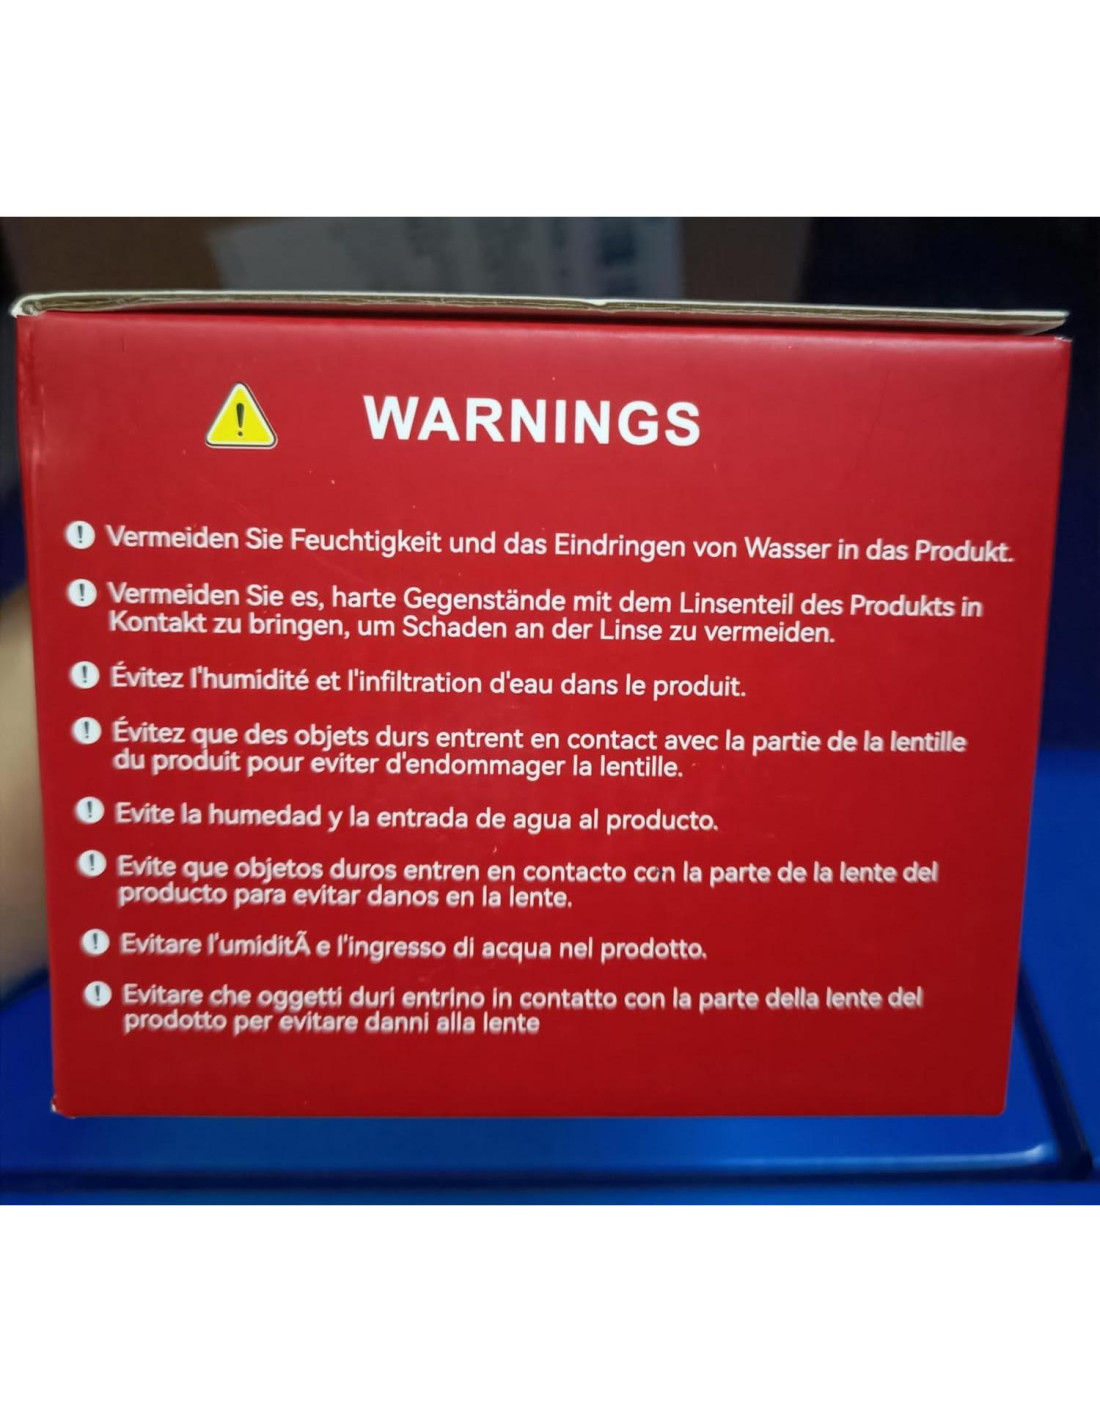 WARNINGS
Vermeiden Sie Feuchtigkeit und das Eindringen von Wasser in das Produkt.
Vermeiden Sie es, harte Gegenstände mit dem Linsenteil des Produkts in
Kontakt zu bringen, um Schaden an der Linse zu vermeiden.
Évitez l'humidité et l'infiltration d'eau dans le produit.
Évitez que des objets durs entrent en contact avec la partie de la lentille
du produit pour eviter d'endommager la lentille.
Evite la humedad y la entrada de agua al producto.
Evite que objetos duros entren en contacto con la parte de la lente del
producto para evitar danos en la lente.
Evitare l'umiditÃ e l'ingresso di acqua nel prodotto.
Evitare che oggetti duri entrino in contatto con la parte della lente del
prodotto per evitare danni alla lente